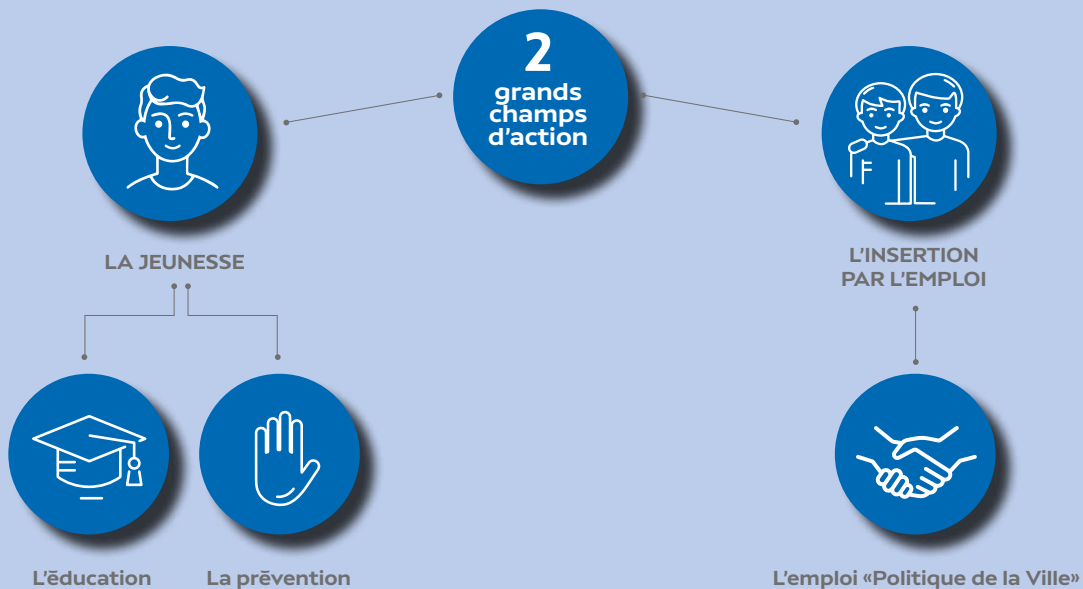 2
grands
champs
d'action
LA JEUNESSE
L'INSERTION
PAR L'EMPLOI
L'éducation
La prévention
L'emploi «Politique de la Ville»